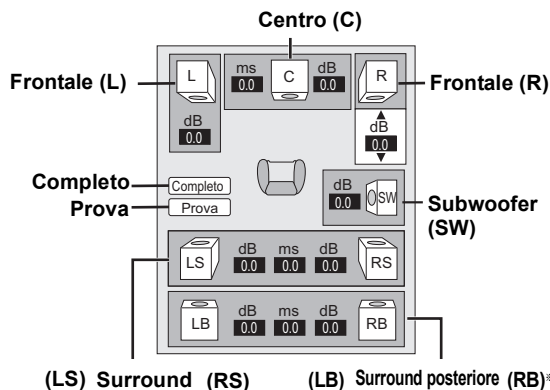 Centro (C)
Frontale (L)
L
ms
0.0
C
dB
0.0
R
Frontale (R)
dB
0.0
dB
0.0
Completo
Completo
Prova
Prova
dB
0.0
SW
Subwoofer
(SW)
LS
dB
0.0
ms
0.0
dB
0.0
RS
LB
dB
0.0
ms
0.0
dB
0.0
RB
(LS) Surround (RS)
(LB) Surround posteriore (RB)※